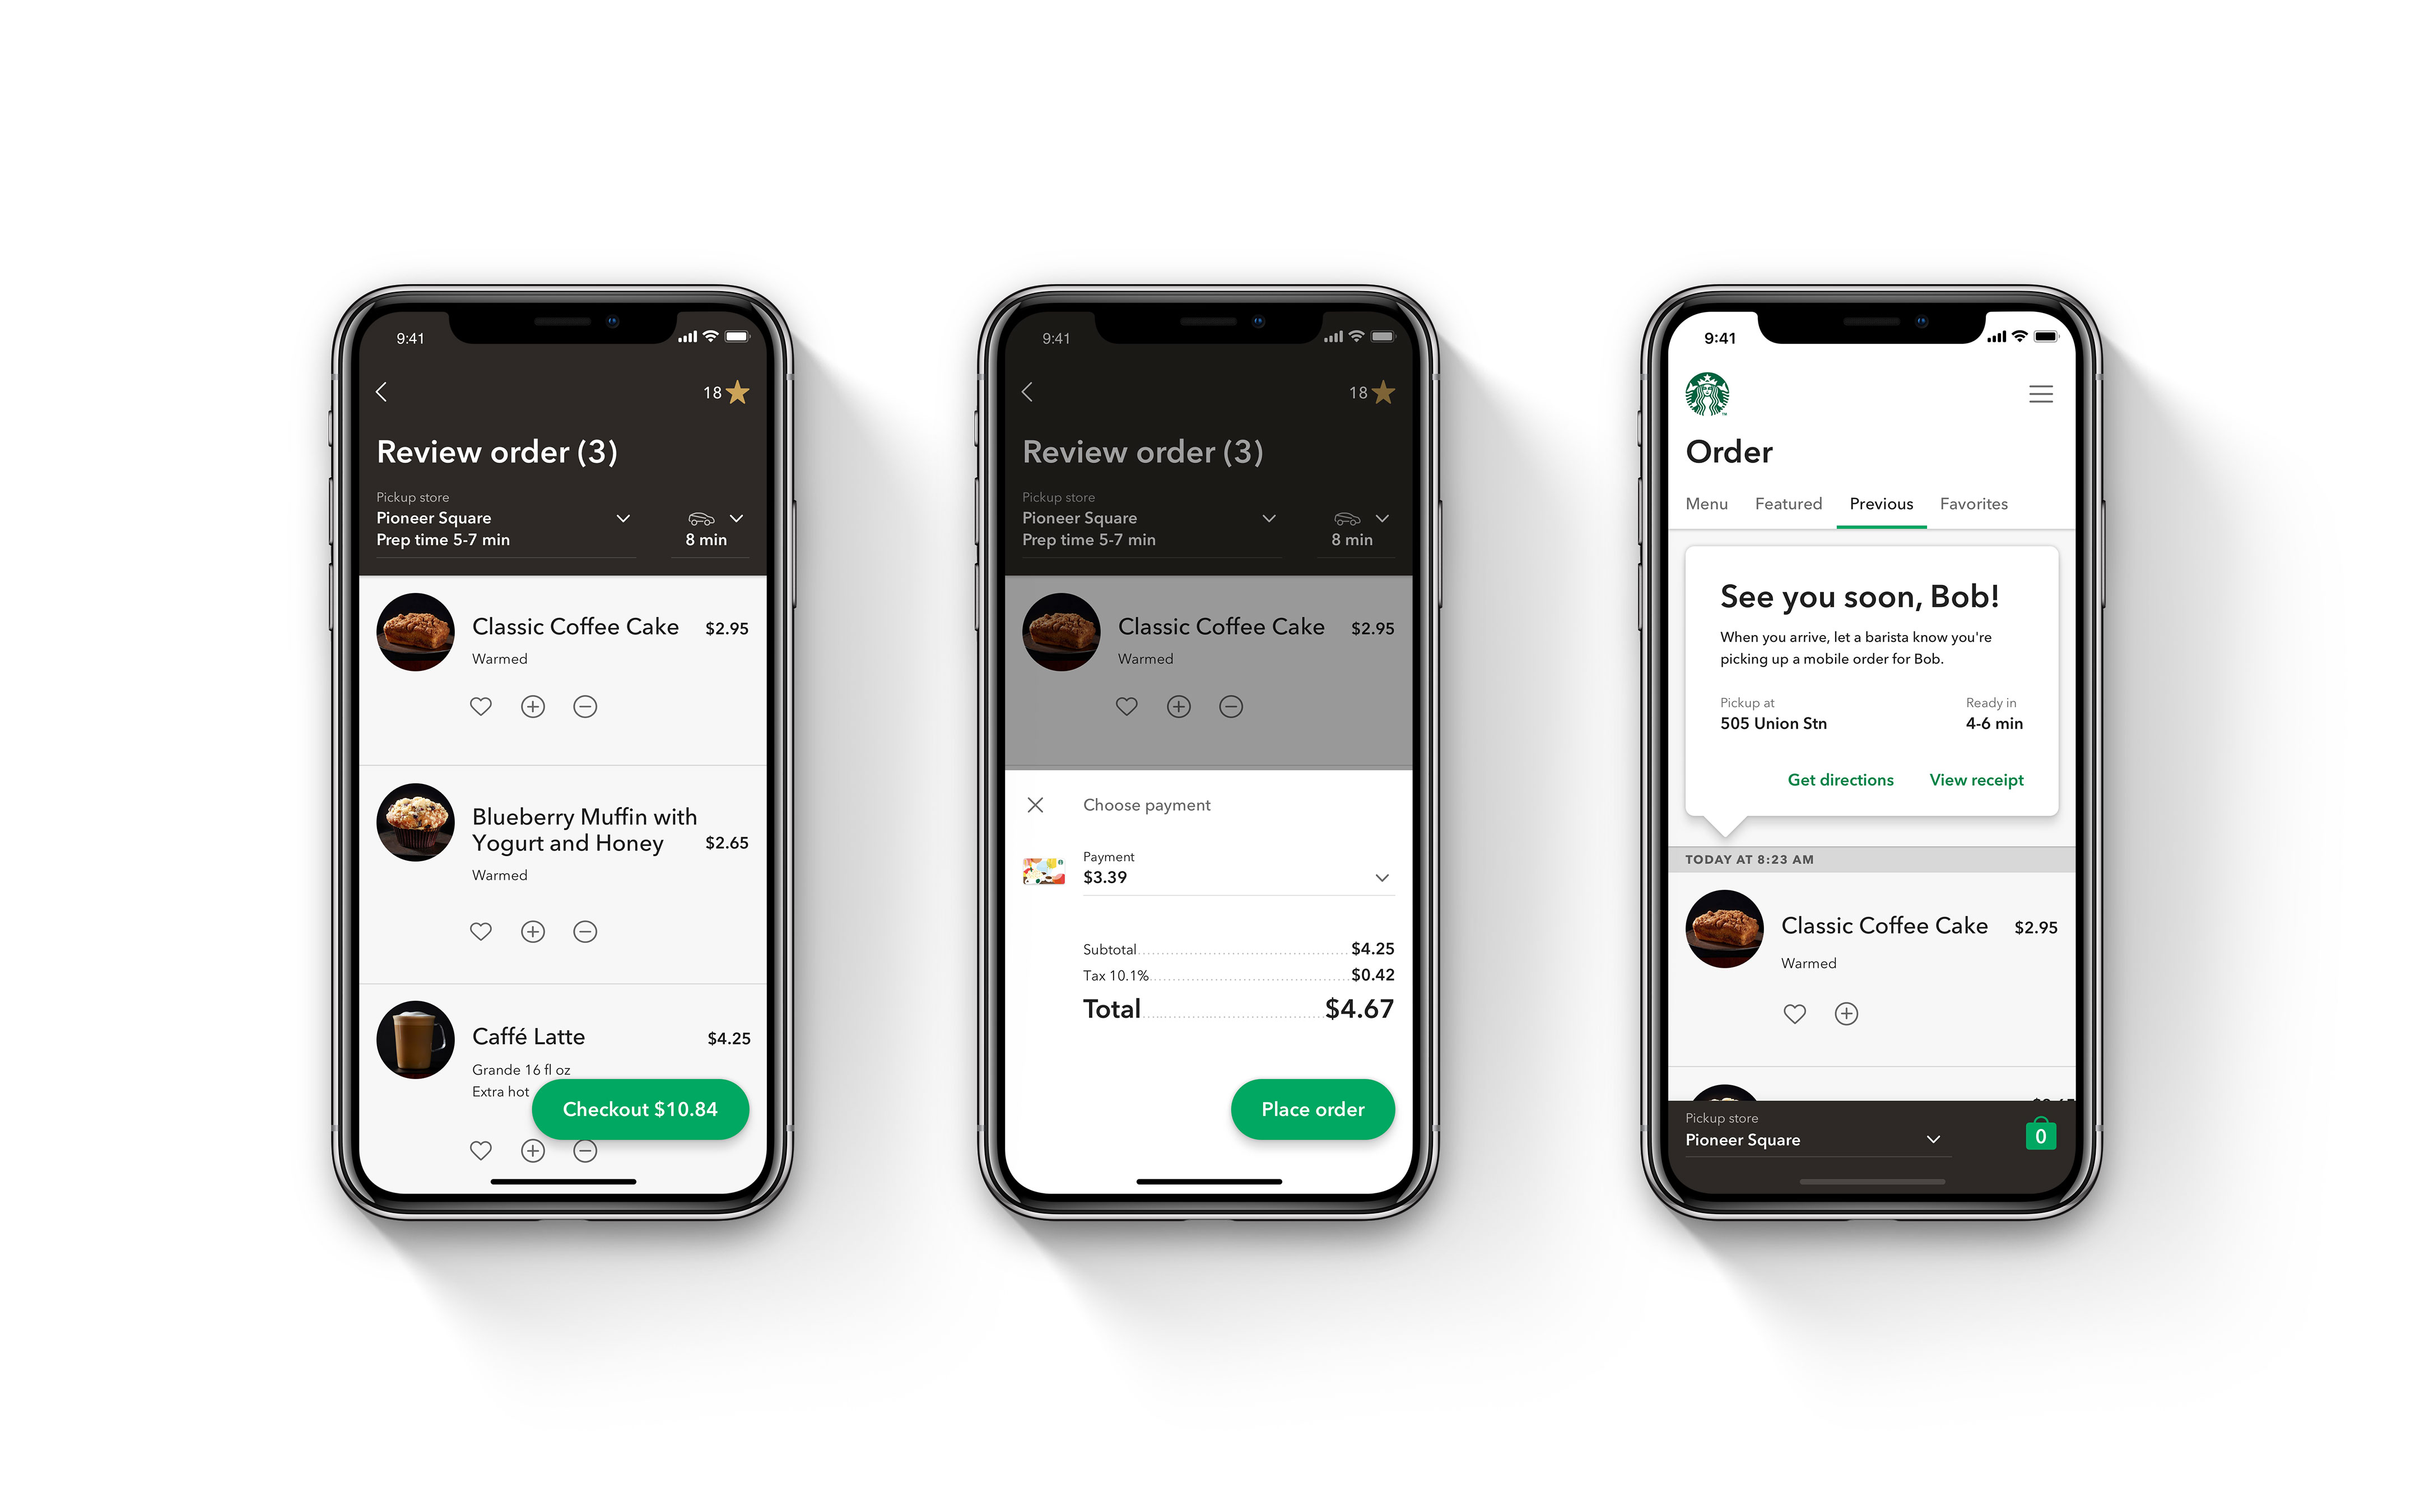 9:41
18
Review order (3)
Pickup store
Pioneer Square
Prep time 5-7 min
8 min
Classic Coffee Cake $2.95
Warmed
Blueberry Muffin with
Yogurt and Honey $2.65
Warmed
Caffé Latte $4.25
Grande 16 fl oz
Extra hot
Checkout $10.84
9:41
18
Review order (3)
Pickup store
Pioneer Square
Prep time 5-7 min
8 min
Classic Coffee Cake $2.95
Warmed
Choose payment
Payment
$3.39
Subtotal $4.25
Tax 10.1% $0.42
Total $4.67
Place order
9:41
Order
Menu Featured Previous Favorites
See you soon, Bob!
When you arrive, let a barista know you're
picking up a mobile order for Bob.
Pickup at Ready in
505 Union Stn 4-6 min
Get directions View receipt
TODAY AT 8:23 AM
Classic Coffee Cake $2.95
Warmed
Pickup store
Pioneer Square
0